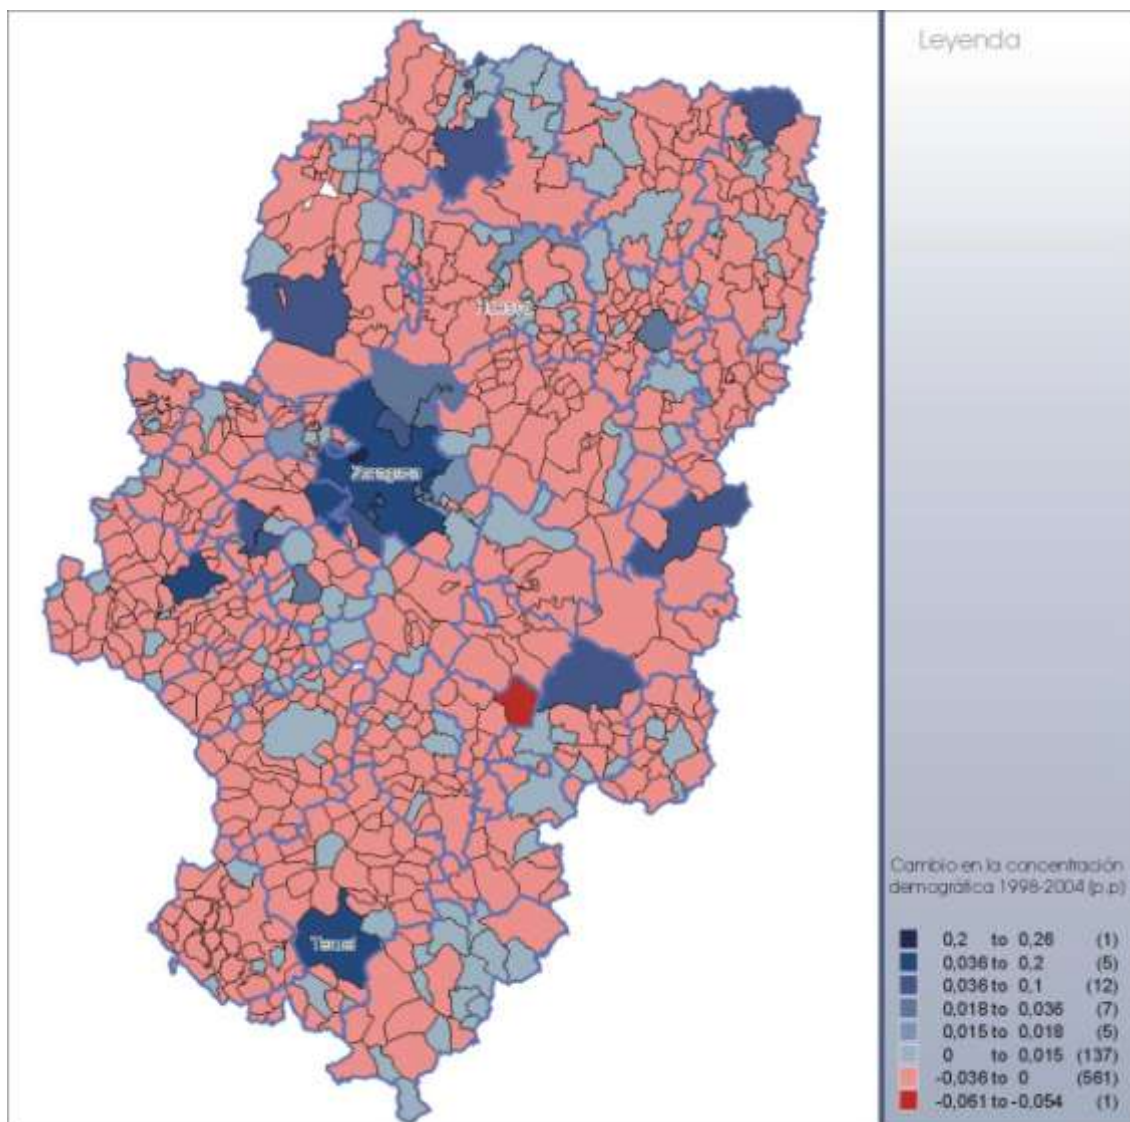 Leyenda
Huesca
Zaragoza
Teruel
Cambio en la concentración
demográfica 1998-2004 (p.p)
0,2 to 0,26 (1)
0,036 to 0,2 (5)
0,036 to 0,1 (12)
0,018 to 0,036 (7)
0,015 to 0,018 (5)
0 to 0,015 (137)
-0,036 to 0 (561)
-0,061 to -0,054 (1)